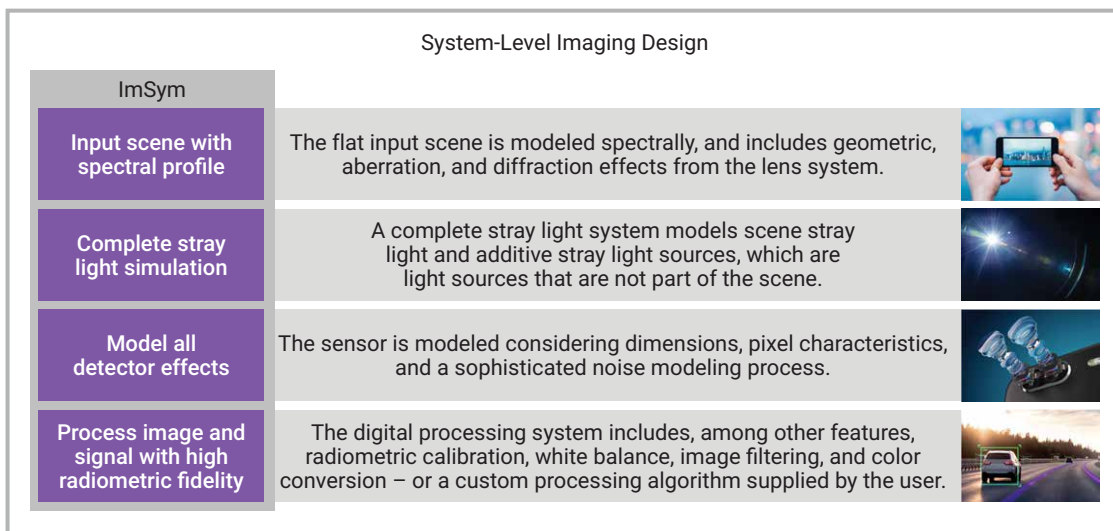 System-Level Imaging Design
ImSym
Input scene with
spectral profile
The flat input scene is modeled spectrally, and includes geometric,
aberration, and diffraction effects from the lens system.
Complete stray
light simulation
A complete stray light system models scene stray
light and additive stray light sources, which are
light sources that are not part of the scene.
Model all
detector effects
The sensor is modeled considering dimensions, pixel characteristics,
and a sophisticated noise modeling process.
Process image and
signal with high
radiometric fidelity
The digital processing system includes, among other features,
radiometric calibration, white balance, image filtering, and color
conversion – or a custom processing algorithm supplied by the user.